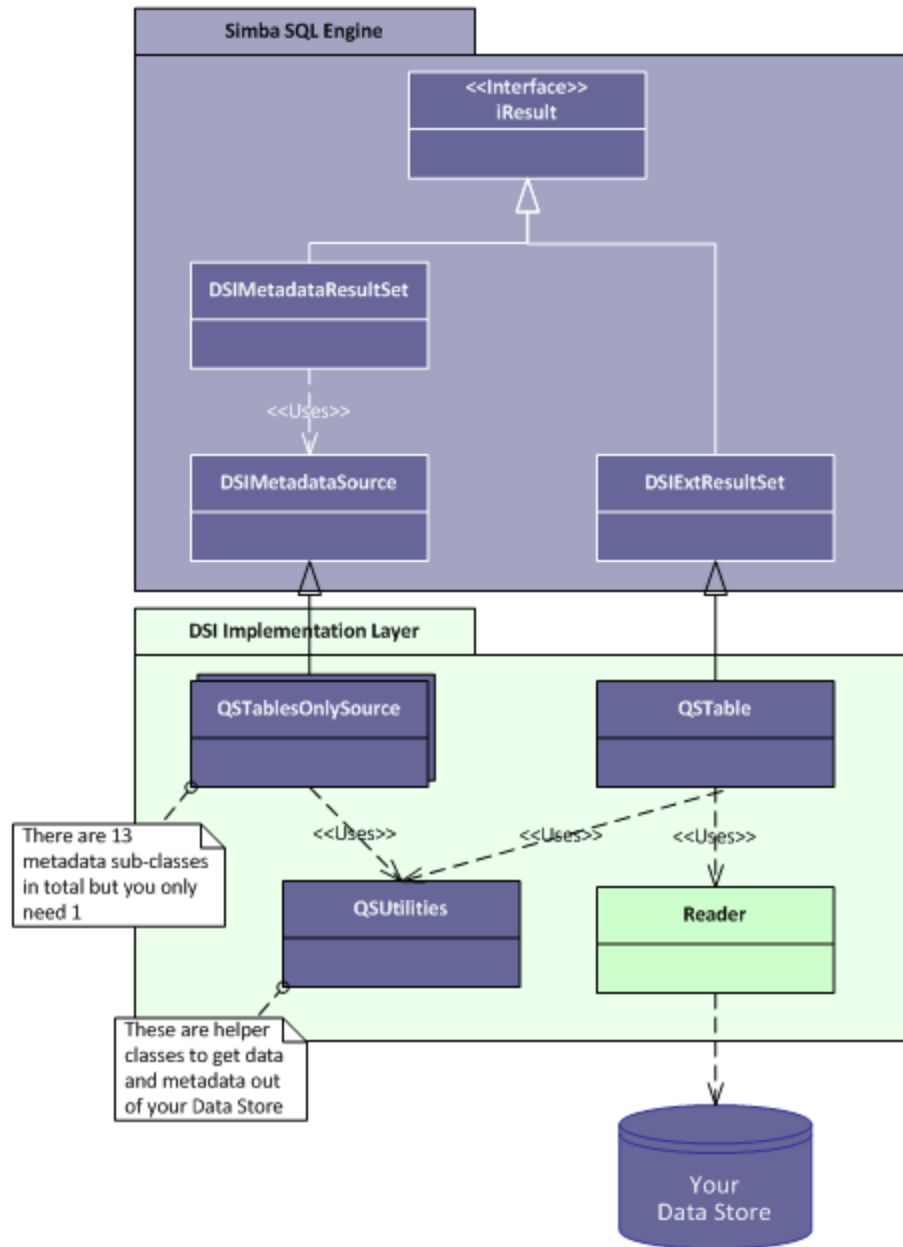 Simba SQL Engine
<<Interface>>
iResult
DSIMetadataResultSet
<<Uses>>
DSIMetadataSource
DSIExtResultSet
DSI Implementation Layer
QSTablesOnlySource
QSTable
There are 13
metadata sub-classes
in total but you only
need 1
<<Uses>>
<<Uses>>
<<Uses>>
QSUtilities
Reader
These are helper
classes to get data
and metadata out
of your Data Store
Your
Data Store